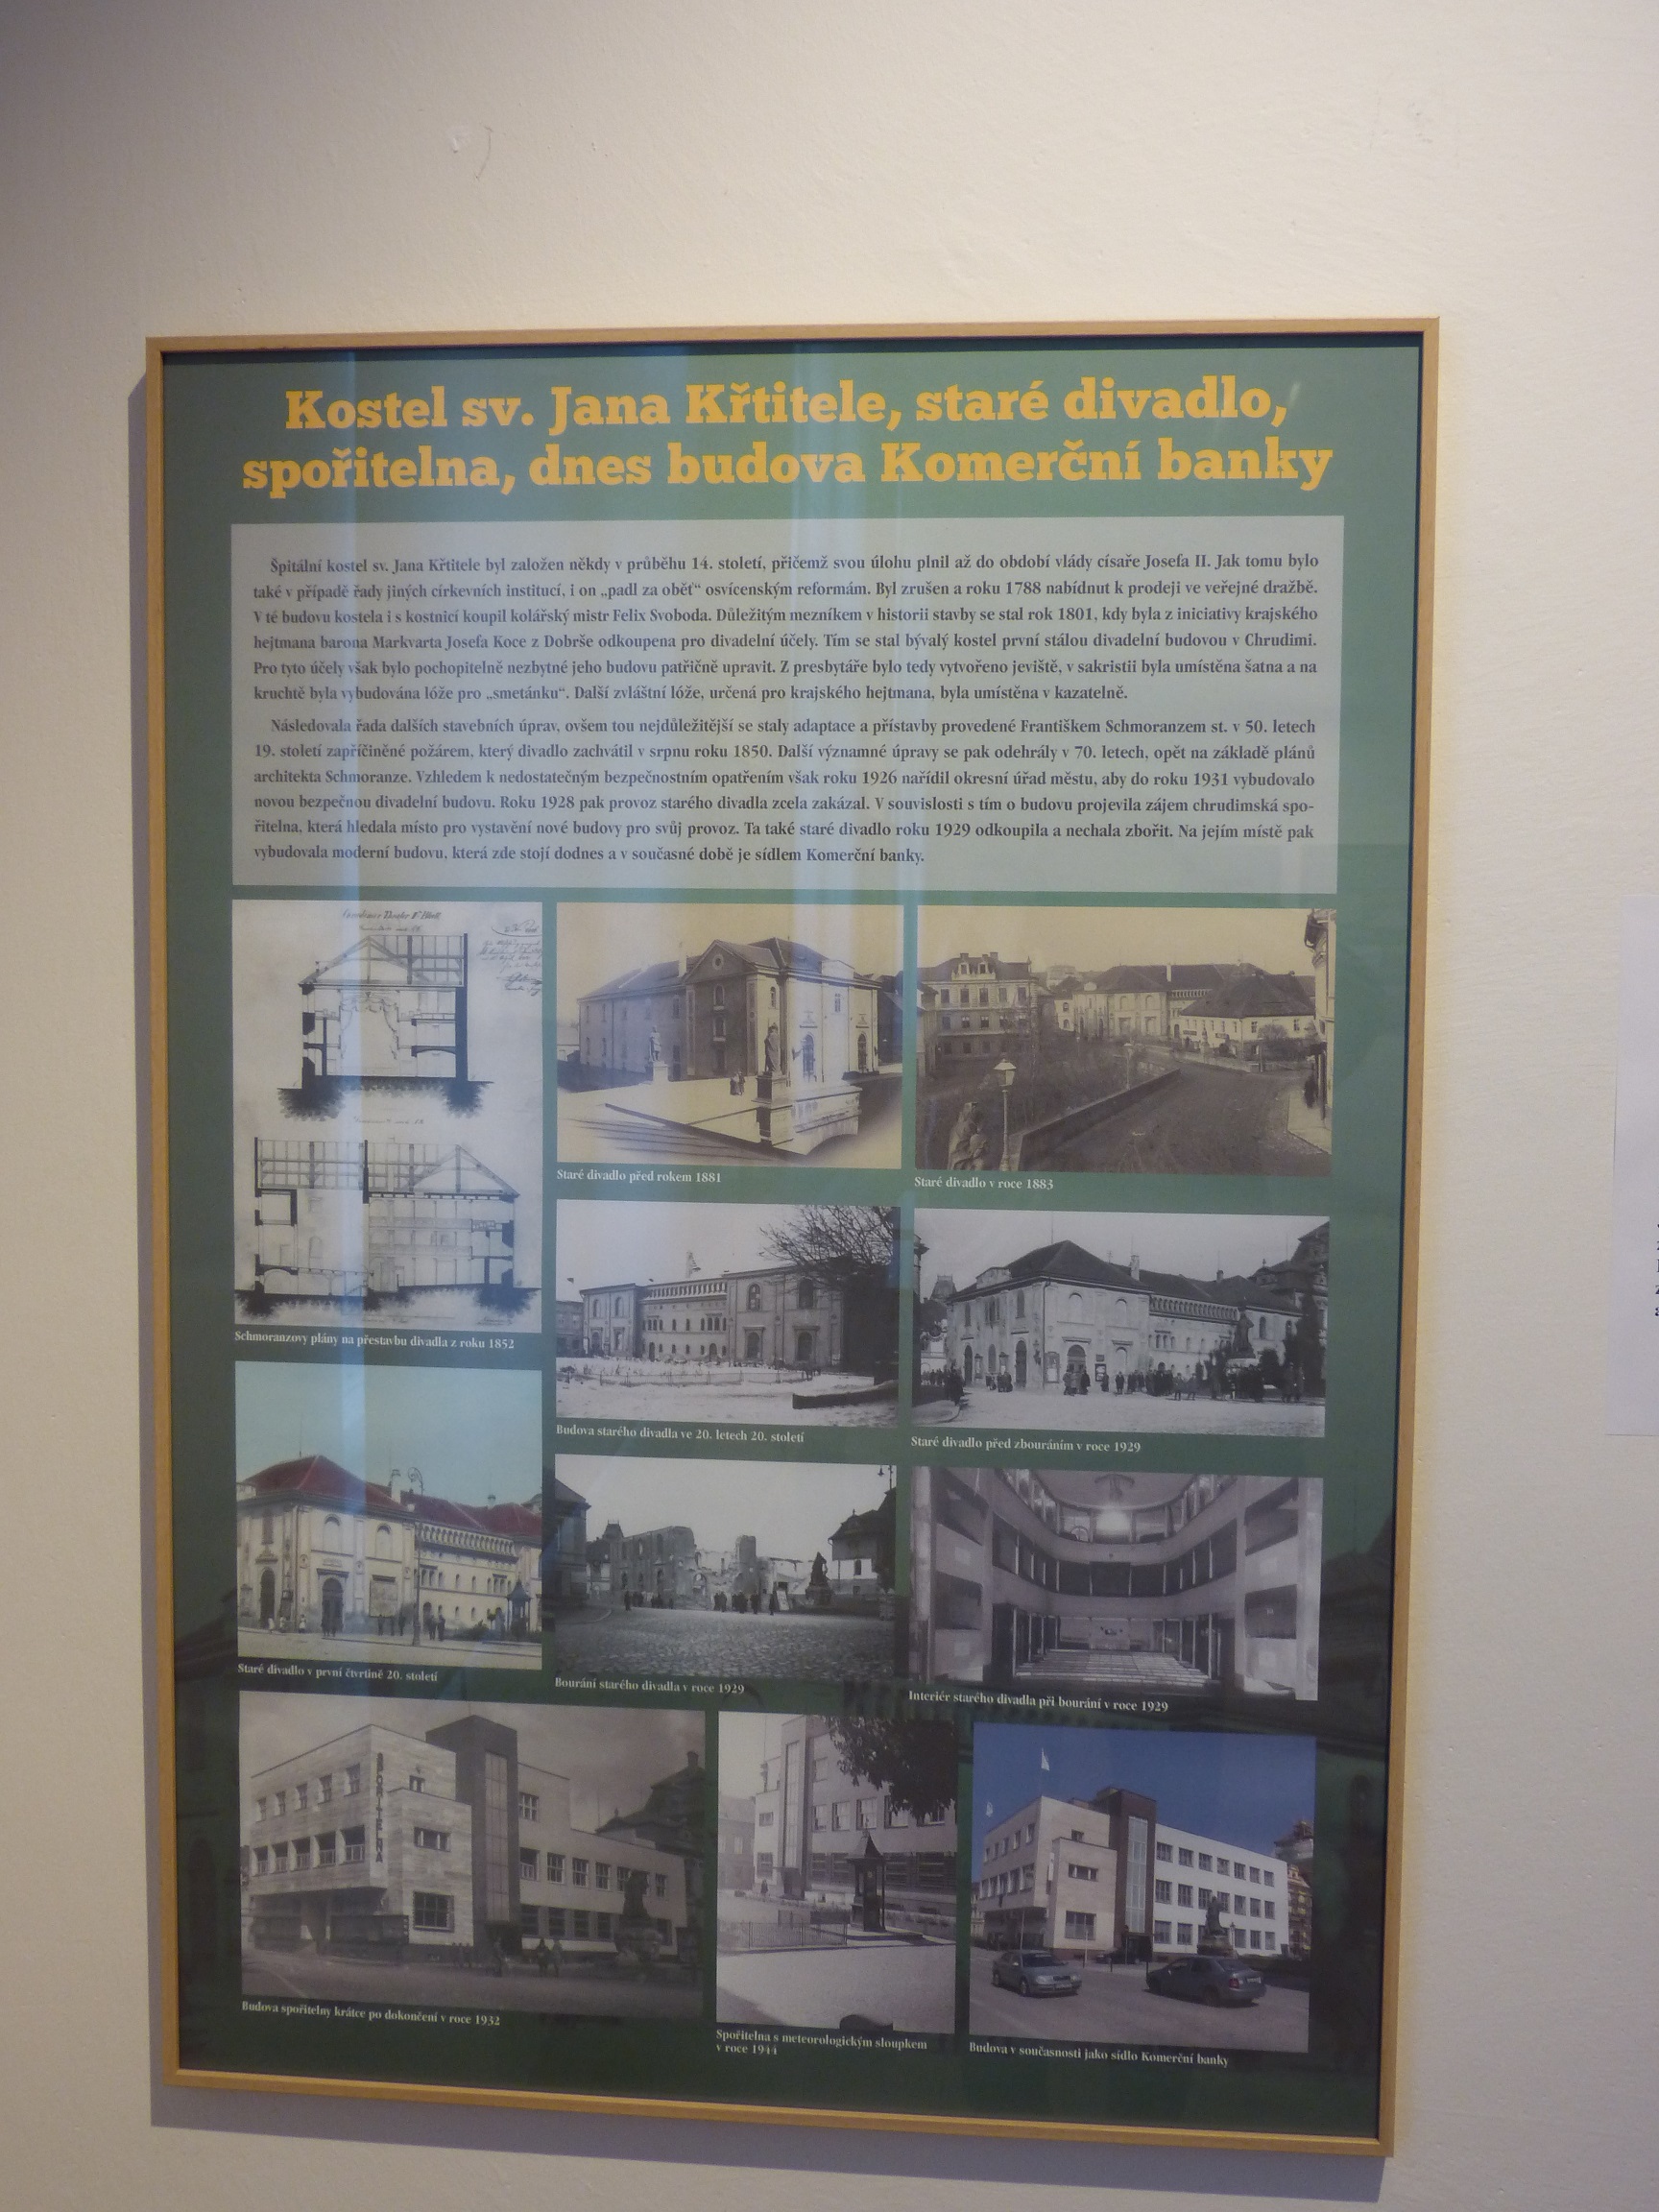 Kostel sv. Jana Křtitele, staré divadlo,
spořitelna, dnes budova Komerční banky
Špitální kostel sv. Jana Křtitele byl založen někdy v průběhu 14. století, přičemž svou úlohu plnil až do období vlády císaře Josefa II. Jak tomu bylo
také v případě řady jiných církevních institucí, i on „padl za oběť“ osvícenským reformám. Byl zrušen a roku 1788 nabídnut k prodeji ve veřejné dražbě.
V té budovu kostela i s kostnicí koupil kolářský mistr Felix Svoboda. Důležitým mezníkem v historii stavby se stal rok 1801, kdy byla z iniciativy krajského
hejtmana barona Markvarta Josefa Koce z Dobrše odkoupena pro divadelní účely. Tím se stal bývalý kostel první stálou divadelní budovou v Chrudimi.
Pro tyto účely však bylo pochopitelně nezbytné jeho budovu patřičně upravit. Z presbytáře bylo tedy vytvořeno jeviště, v sakristii byla umístěna šatna a na
kruchtě byla vybudována lóže pro „smetánku“. Další zvláštní lóže, určená pro krajského hejtmana, byla umístěna v kazatelně.
Následovala řada dalších stavebních úprav, ovšem tou nejdůležitější se staly adaptace a přístavby provedené Františkem Schmoranzem st. v 50. letech
19. století zapříčiněné požárem, který divadlo zachvátil v srpnu roku 1850. Další významné úpravy se pak odehrály v 70. letech, opět na základě plánů
architekta Schmoranze. Vzhledem k nedostatečným bezpečnostním opatřením však roku 1926 nařídil okresní úřad městu, aby do roku 1931 vybudovalo
novou bezpečnou divadelní budovu. Roku 1928 pak provoz starého divadla zcela zakázal. V souvislosti s tím o budovu projevila zájem chrudimská spo-
řitelna, která hledala místo pro vystavění nové budovy pro svůj provoz. Ta také staré divadlo roku 1929 odkoupila a nechala zbořit. Na jejím místě pak
vybudovala moderní budovu, která zde stojí dodnes a v současné době je sídlem Komerční banky.
Staré divadlo před rokem 1881
Staré divadlo v roce 1883
Schmoranzovy plány na přestavbu divadla z roku 1852
Budova starého divadla ve 20. letech 20. století
Staré divadlo před zbouráním v roce 1929
Staré divadlo v první čtvrtině 20. století
Bourání starého divadla v roce 1929
Interiér starého divadla při bourání v roce 1929
SPOŘITELNA
Budova spořitelny krátce po dokončení v roce 1932
Spořitelna s meteorologickým sloupkem
v roce 1944
Budova v současnosti jako sídlo Komerční banky